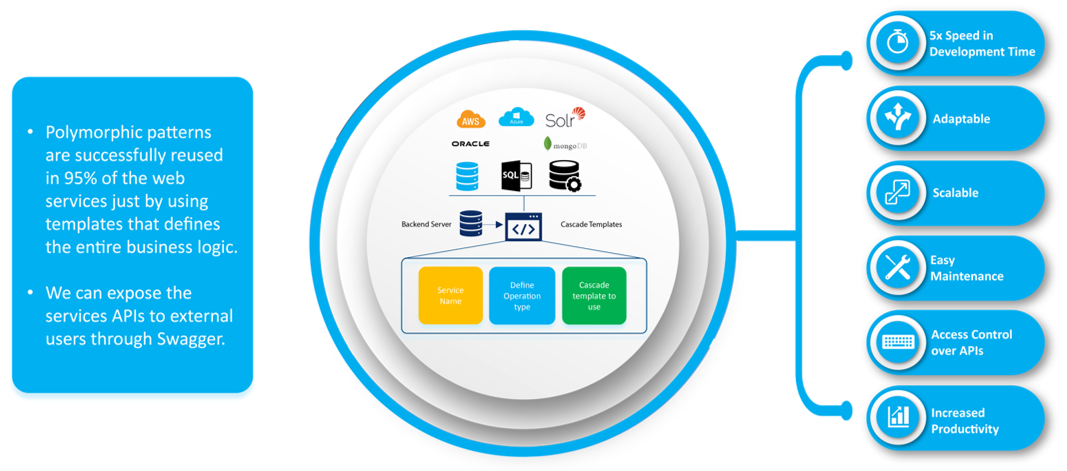 • Polymorphic patterns
are successfully reused
in 95% of the web
services just by using
templates that defines
the entire business logic.
• We can expose the
services APIs to external
users through Swagger.
AWS
Azure
Solr
ORACLE
mongoDB
SQL
Backend Server
</>
Cascade Templates
Service
Name
Define
Operation
type
Cascade
template to
use
5x Speed in
Development Time
Adaptable
Scalable
Easy
Maintenance
Access Control
over APIs
Increased
Productivity